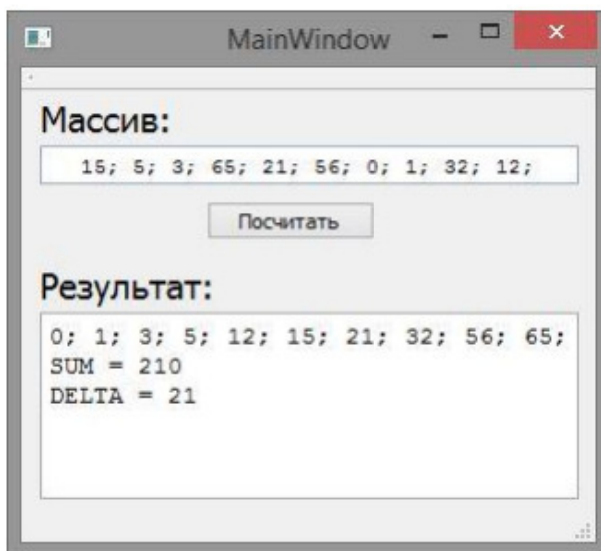 MainWindow
Массив:
15; 5; 3; 65; 21; 56; 0; 1; 32; 12;
Посчитать
Результат:
0; 1; 3; 5; 12; 15; 21; 32; 56; 65;
SUM = 210
DELTA = 21